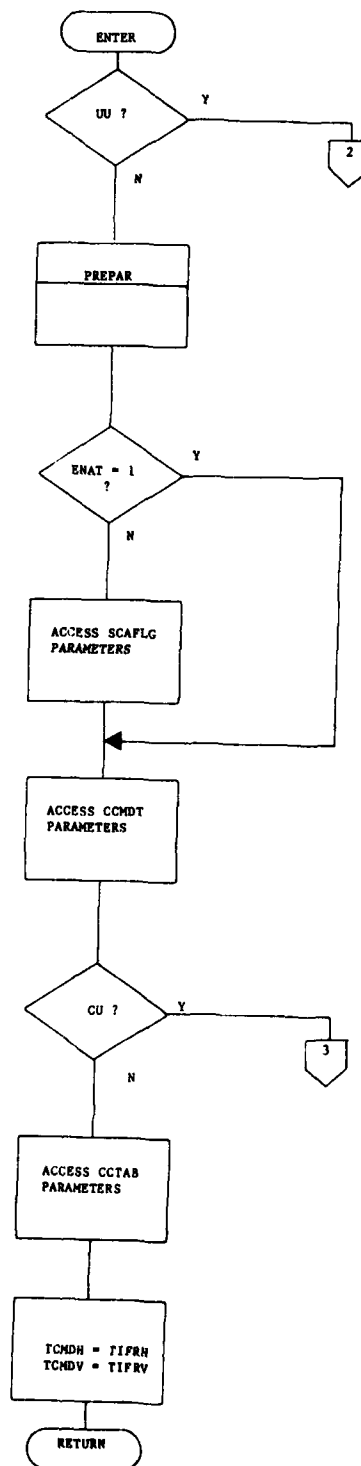 ENTER
UU ?
Y
2
N
PREPAR
ENAT = 1
?
Y
N
ACCESS SCAFLG
PARAMETERS
ACCESS CCMDT
PARAMETERS
CU ?
Y
3
N
ACCESS CCTAB
PARAMETERS
TCMDH = TIFRH
TCMDV = TIFRV
RETURN